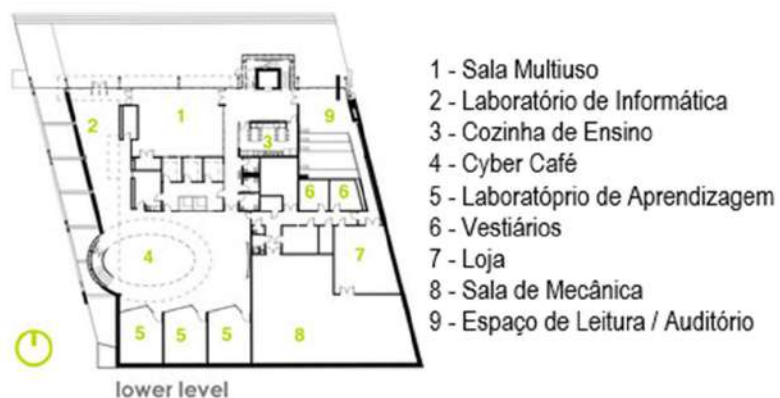 1 - Sala Multiuso
2 - Laboratório de Informática
3 - Cozinha de Ensino
4 - Cyber Café
5 - Laboratóprio de Aprendizagem
6 - Vestiários
7 - Loja
8 - Sala de Mecânica
9 - Espaço de Leitura / Auditório
2
1
9
3
6 6
4
7
5 5 5
8
lower level